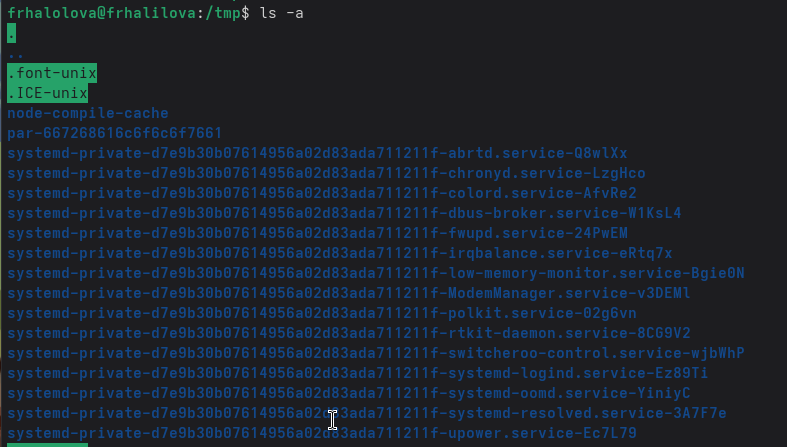 frhalolova@frhalilova:/tmp$ ls -a
.
..
.font-unix
.ICE-unix
node-compile-cache
par-667268616c6f6c6f7661
systemd-private-d7e9b30b07614956a02d83ada711211f-abrtd.service-Q8wlXx
systemd-private-d7e9b30b07614956a02d83ada711211f-chronyd.service-LzgHco
systemd-private-d7e9b30b07614956a02d83ada711211f-colord.service-AfvRe2
systemd-private-d7e9b30b07614956a02d83ada711211f-dbus-broker.service-W1KsL4
systemd-private-d7e9b30b07614956a02d83ada711211f-fwupd.service-24PwEM
systemd-private-d7e9b30b07614956a02d83ada711211f-irqbalance.service-eRtq7x
systemd-private-d7e9b30b07614956a02d83ada711211f-low-memory-monitor.service-Bgie0N
systemd-private-d7e9b30b07614956a02d83ada711211f-ModemManager.service-v3DEMl
systemd-private-d7e9b30b07614956a02d83ada711211f-polkit.service-02g6vn
systemd-private-d7e9b30b07614956a02d83ada711211f-rtkit-daemon.service-8CG9V2
systemd-private-d7e9b30b07614956a02d83ada711211f-switcheroo-control.service-wjbWhP
systemd-private-d7e9b30b07614956a02d83ada711211f-systemd-logind.service-Ez89Ti
systemd-private-d7e9b30b07614956a02d83ada711211f-systemd-oomd.service-YiniyC
systemd-private-d7e9b30b07614956a02d83ada711211f-systemd-resolved.service-3A7F7e
systemd-private-d7e9b30b07614956a02d83ada711211f-upower.service-Ec7L79